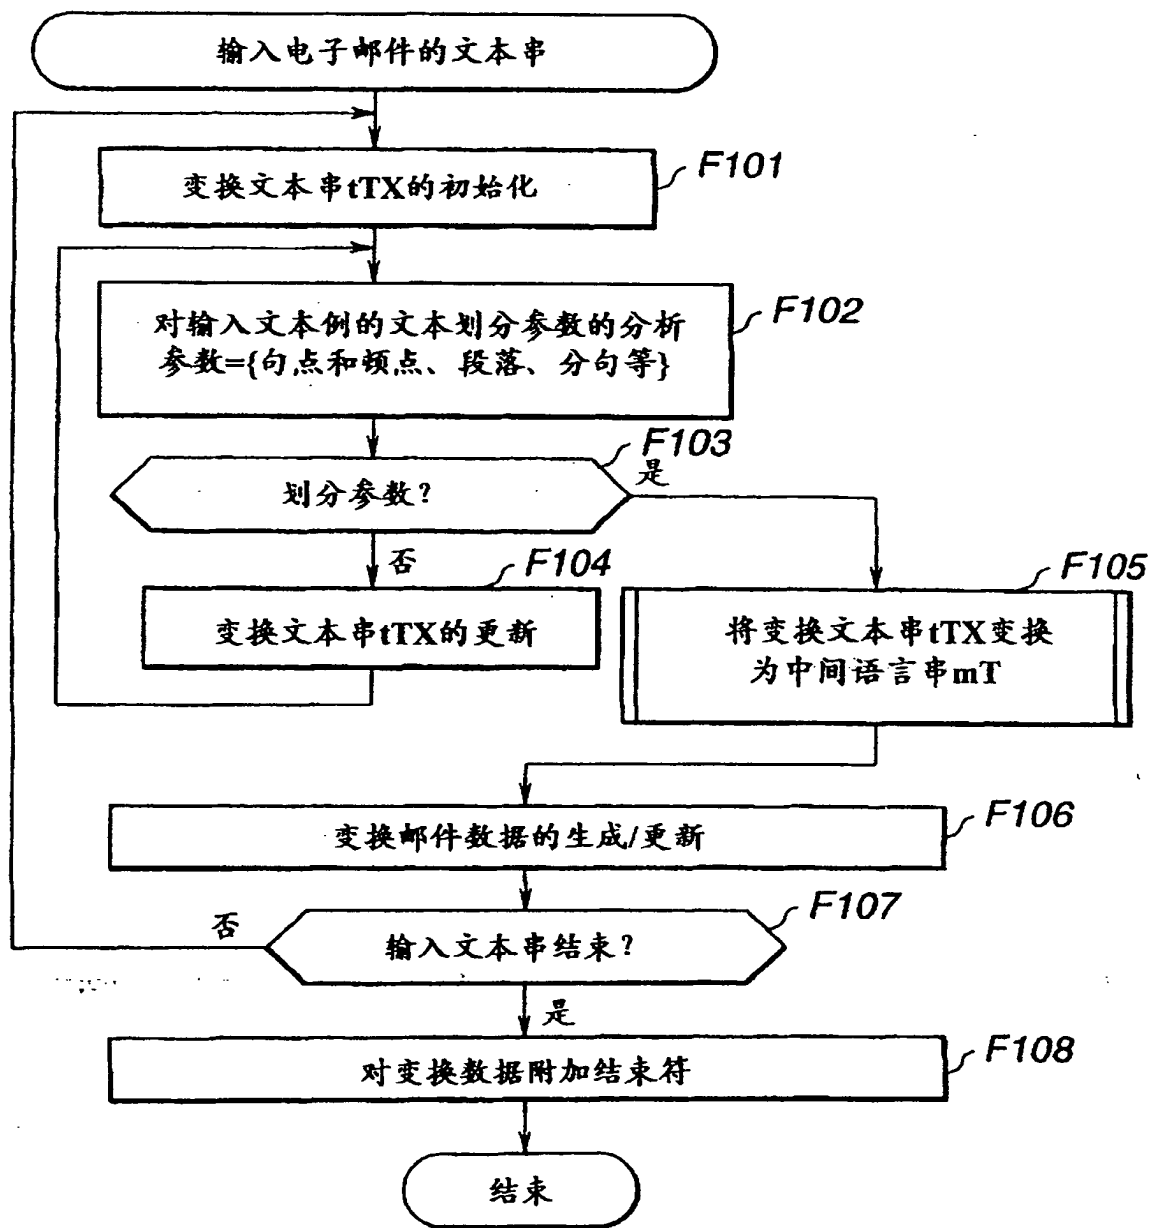 输入电子邮件的文本串
变换文本串tTX的初始化
F101
对输入文本例的文本划分参数的分析
参数={句点和顿点、段落、分句等}
F102
划分参数?
F103
是
否
变换文本串tTX的更新
F104
将变换文本串tTX变换
为中间语言串mT
F105
变换邮件数据的生成/更新
F106
输入文本串结束?
F107
否
是
对变换数据附加结束符
F108
结束